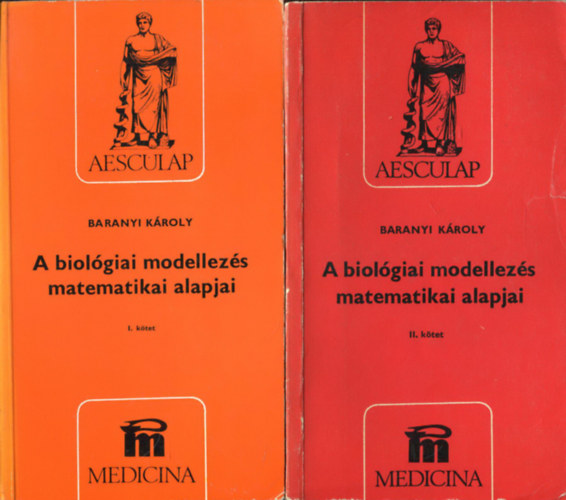 AESCULAP
BARANYI KÁROLY
A biológiai modellezés
matematikai alapjai
I. kötet
m
MEDICINA
AESCULAP
BARANYI KÁROLY
A biológiai modellezés
matematikai alapjai
II. kötet
m
MEDICINA